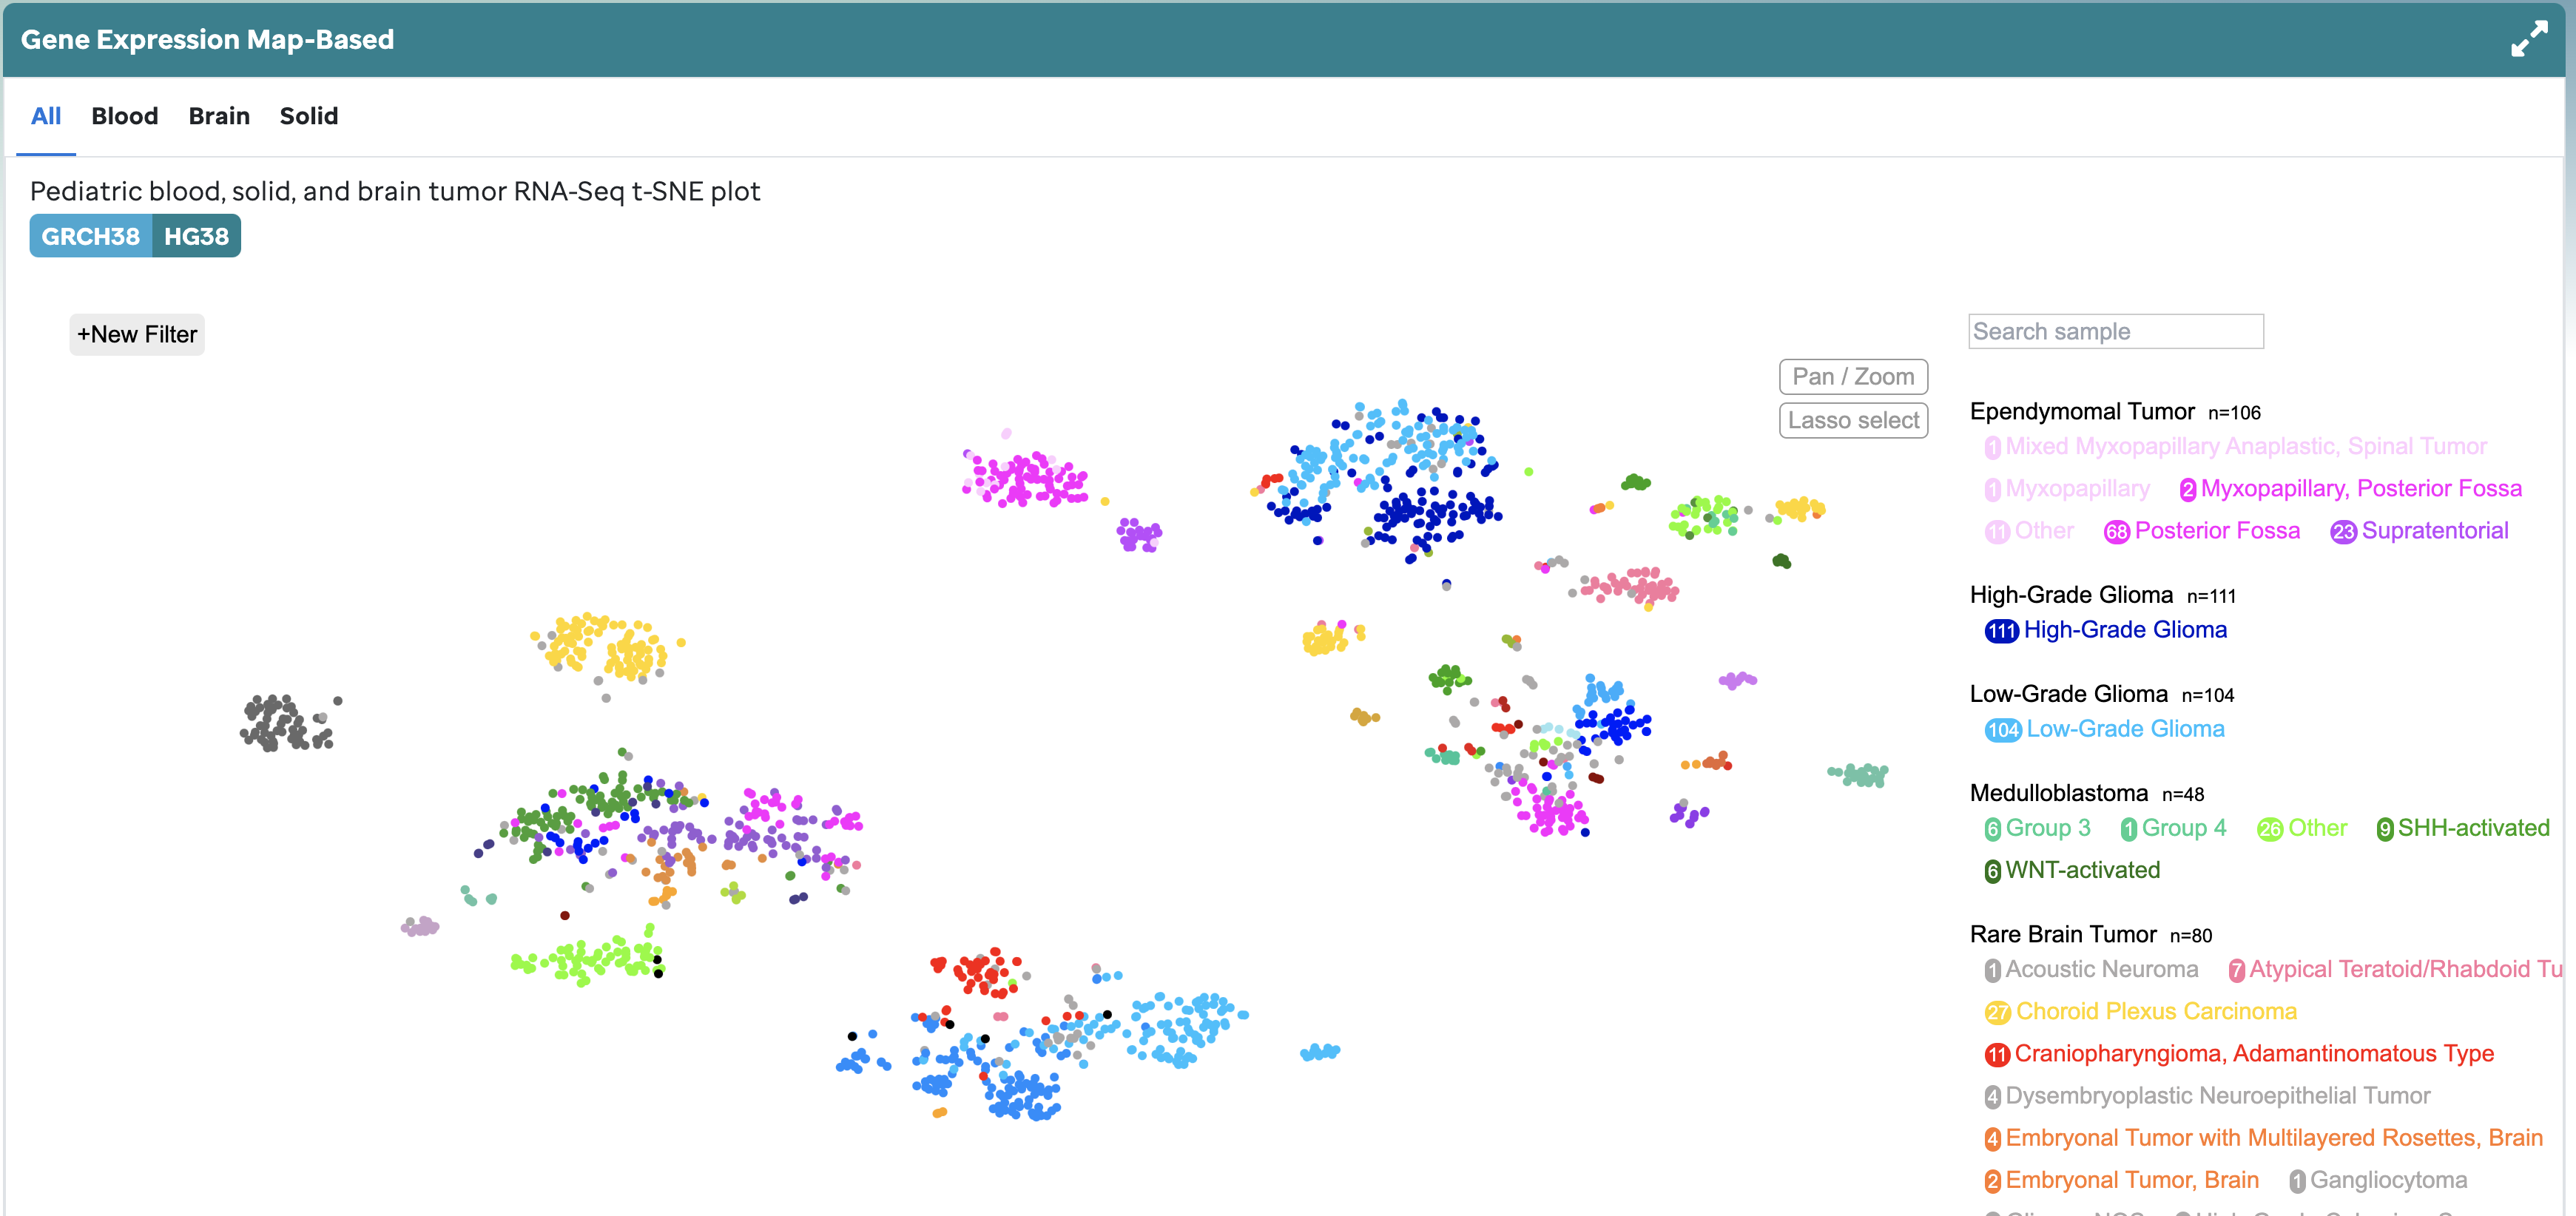 Gene Expression Map-Based
All Blood Brain Solid
Pediatric blood, solid, and brain tumor RNA-Seq t-SNE plot
GRCH38 HG38
+New Filter
Search sample
Pan / Zoom
Lasso select
Ependymomal Tumor n=106
1 Mixed Myxopapillary Anaplastic, Spinal Tumor
1 Myxopapillary 2 Myxopapillary, Posterior Fossa
11 Other 68 Posterior Fossa 23 Supratentorial
High-Grade Glioma n=111
111 High-Grade Glioma
Low-Grade Glioma n=104
104 Low-Grade Glioma
Medulloblastoma n=48
6 Group 3 1 Group 4 26 Other 9 SHH-activated
6 WNT-activated
Rare Brain Tumor n=80
1 Acoustic Neuroma 7 Atypical Teratoid/Rhabdoid Tu
27 Choroid Plexus Carcinoma
11 Craniopharyngioma, Adamantinomatous Type
4 Dysembryoplastic Neuroepithelial Tumor
4 Embryonal Tumor with Multilayered Rosettes, Brain
2 Embryonal Tumor, Brain 1 Gangliocytoma